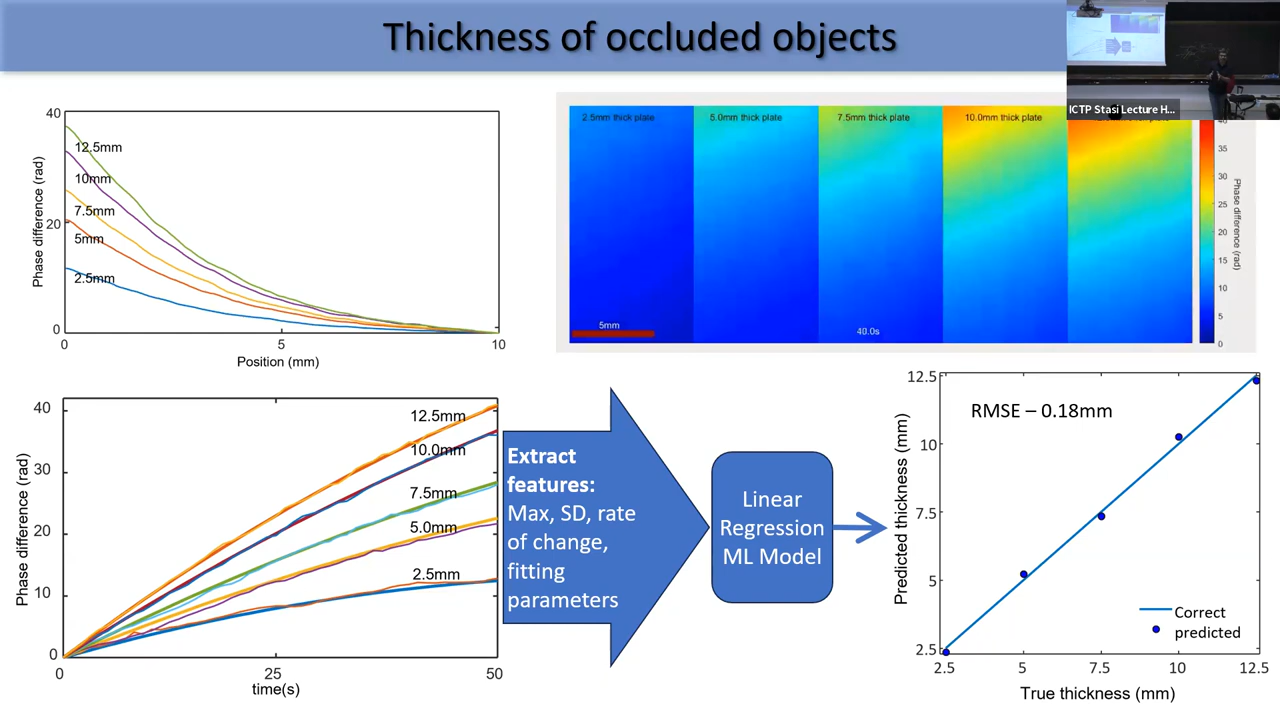 Thickness of occluded objects
ICTP Stasi Lecture H...
40
20
0
Phase difference (rad)
12.5mm
10mm
7.5mm
5mm
2.5mm
0
5
10
Position (mm)
2.5mm thick plate
5.0mm thick plate
7.5mm thick plate
10.0mm thick plate
5mm
40.0s
35
30
25
20
15
10
5
0
Phase difference (rad)
40
30
20
10
0
Phase difference (rad)
12.5mm
10.0mm
7.5mm
5.0mm
2.5mm
0
25
50
time(s)
Extract
features:
Max, SD, rate
of change,
fitting
parameters
Linear
Regression
ML Model
12.5
10
7.5
5
2.5
Predicted thickness (mm)
RMSE – 0.18mm
Correct
predicted
2.5
5
7.5
10
12.5
True thickness (mm)